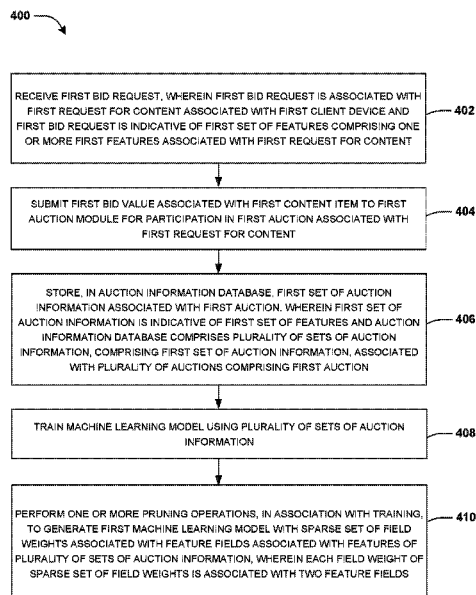 400
RECEIVE FIRST BID REQUEST, WHEREIN FIRST BID REQUEST IS ASSOCIATED WITH
FIRST REQUEST FOR CONTENT ASSOCIATED WITH FIRST CLIENT DEVICE AND
FIRST BID REQUEST IS INDICATIVE OF FIRST SET OF FEATURES COMPRISING ONE
OR MORE FIRST FEATURES ASSOCIATED WITH FIRST REQUEST FOR CONTENT
402
SUBMIT FIRST BID VALUE ASSOCIATED WITH FIRST CONTENT ITEM TO FIRST
AUCTION MODULE FOR PARTICIPATION IN FIRST AUCTION ASSOCIATED WITH
FIRST REQUEST FOR CONTENT
404
STORE, IN AUCTION INFORMATION DATABASE, FIRST SET OF AUCTION
INFORMATION ASSOCIATED WITH FIRST AUCTION, WHEREIN FIRST SET OF
AUCTION INFORMATION IS INDICATIVE OF FIRST SET OF FEATURES AND AUCTION
INFORMATION DATABASE COMPRISES PLURALITY OF SETS OF AUCTION
INFORMATION, COMPRISING FIRST SET OF AUCTION INFORMATION, ASSOCIATED
WITH PLURALITY OF AUCTIONS COMPRISING FIRST AUCTION
406
TRAIN MACHINE LEARNING MODEL USING PLURALITY OF SETS OF AUCTION
INFORMATION
408
PERFORM ONE OR MORE PRUNING OPERATIONS, IN ASSOCIATION WITH TRAINING,
TO GENERATE FIRST MACHINE LEARNING MODEL WITH SPARSE SET OF FIELD
WEIGHTS ASSOCIATED WITH FEATURE FIELDS ASSOCIATED WITH FEATURES OF
PLURALITY OF SETS OF AUCTION INFORMATION, WHEREIN EACH FIELD WEIGHT OF
SPARSE SET OF FIELD WEIGHTS IS ASSOCIATED WITH TWO FEATURE FIELDS
410